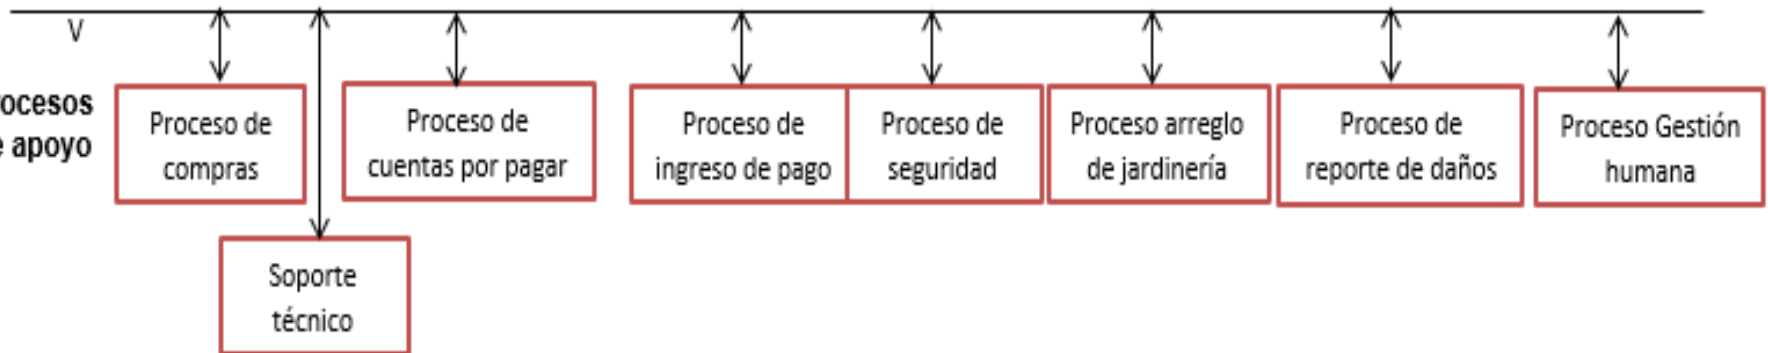 V
rocesos
e apoyo
Proceso de
compras
Proceso de
cuentas por pagar
Proceso de
ingreso de pago
Proceso de
seguridad
Proceso arreglo
de jardinería
Proceso de
reporte de daños
Proceso Gestión
humana
Soporte
técnico